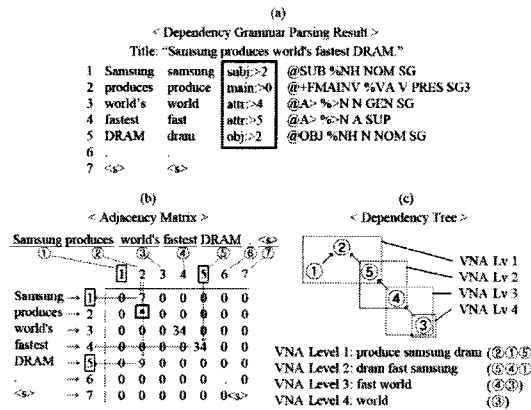 (a)
< Dependency Grammar Parsing Result >
Title: “Samsung produces world's fastest DRAM.”
1 Samsung samsung subj:>2 @SUB %NH NOM SG
2 produces produce main:>0 @+FMAINV %VA V PRES SG3
3 world's world attr:>4 @A> %>N N GEN SG
4 fastest fast attr:>5 @A> %>N A SUP
5 DRAM dram obj:>2 @OBJ %NH N NOM SG
6 .
7 <s> <s>
(b)
< Adjacency Matrix >
Samsung produces world's fastest DRAM . <s>
① ② ③ ④ ⑤ ⑥ ⑦
1 2 3 4 5 6 7
Samsung → 1 0 7 0 0 0 0 0
produces → 2 0 0 0 0 0 0
world's → 3 0 0 0 34 0 0 0
fastest → 4 0 0 0 0 34 0 0
DRAM → 5 0 9 0 0 0 0 0
. → 6 0 0 0 0 0 . 0
<s> → 7 0 0 0 0 0 0 <s>
(c)
< Dependency Tree >
② ① ⑤ ④ ③
VNA Lv 1
VNA Lv 2
VNA Lv 3
VNA Lv 4
VNA Level 1: produce samsung dram (②①⑤)
VNA Level 2: dram fast samsung (⑤④①)
VNA Level 3: fast world (④③)
VNA Level 4: world (③)